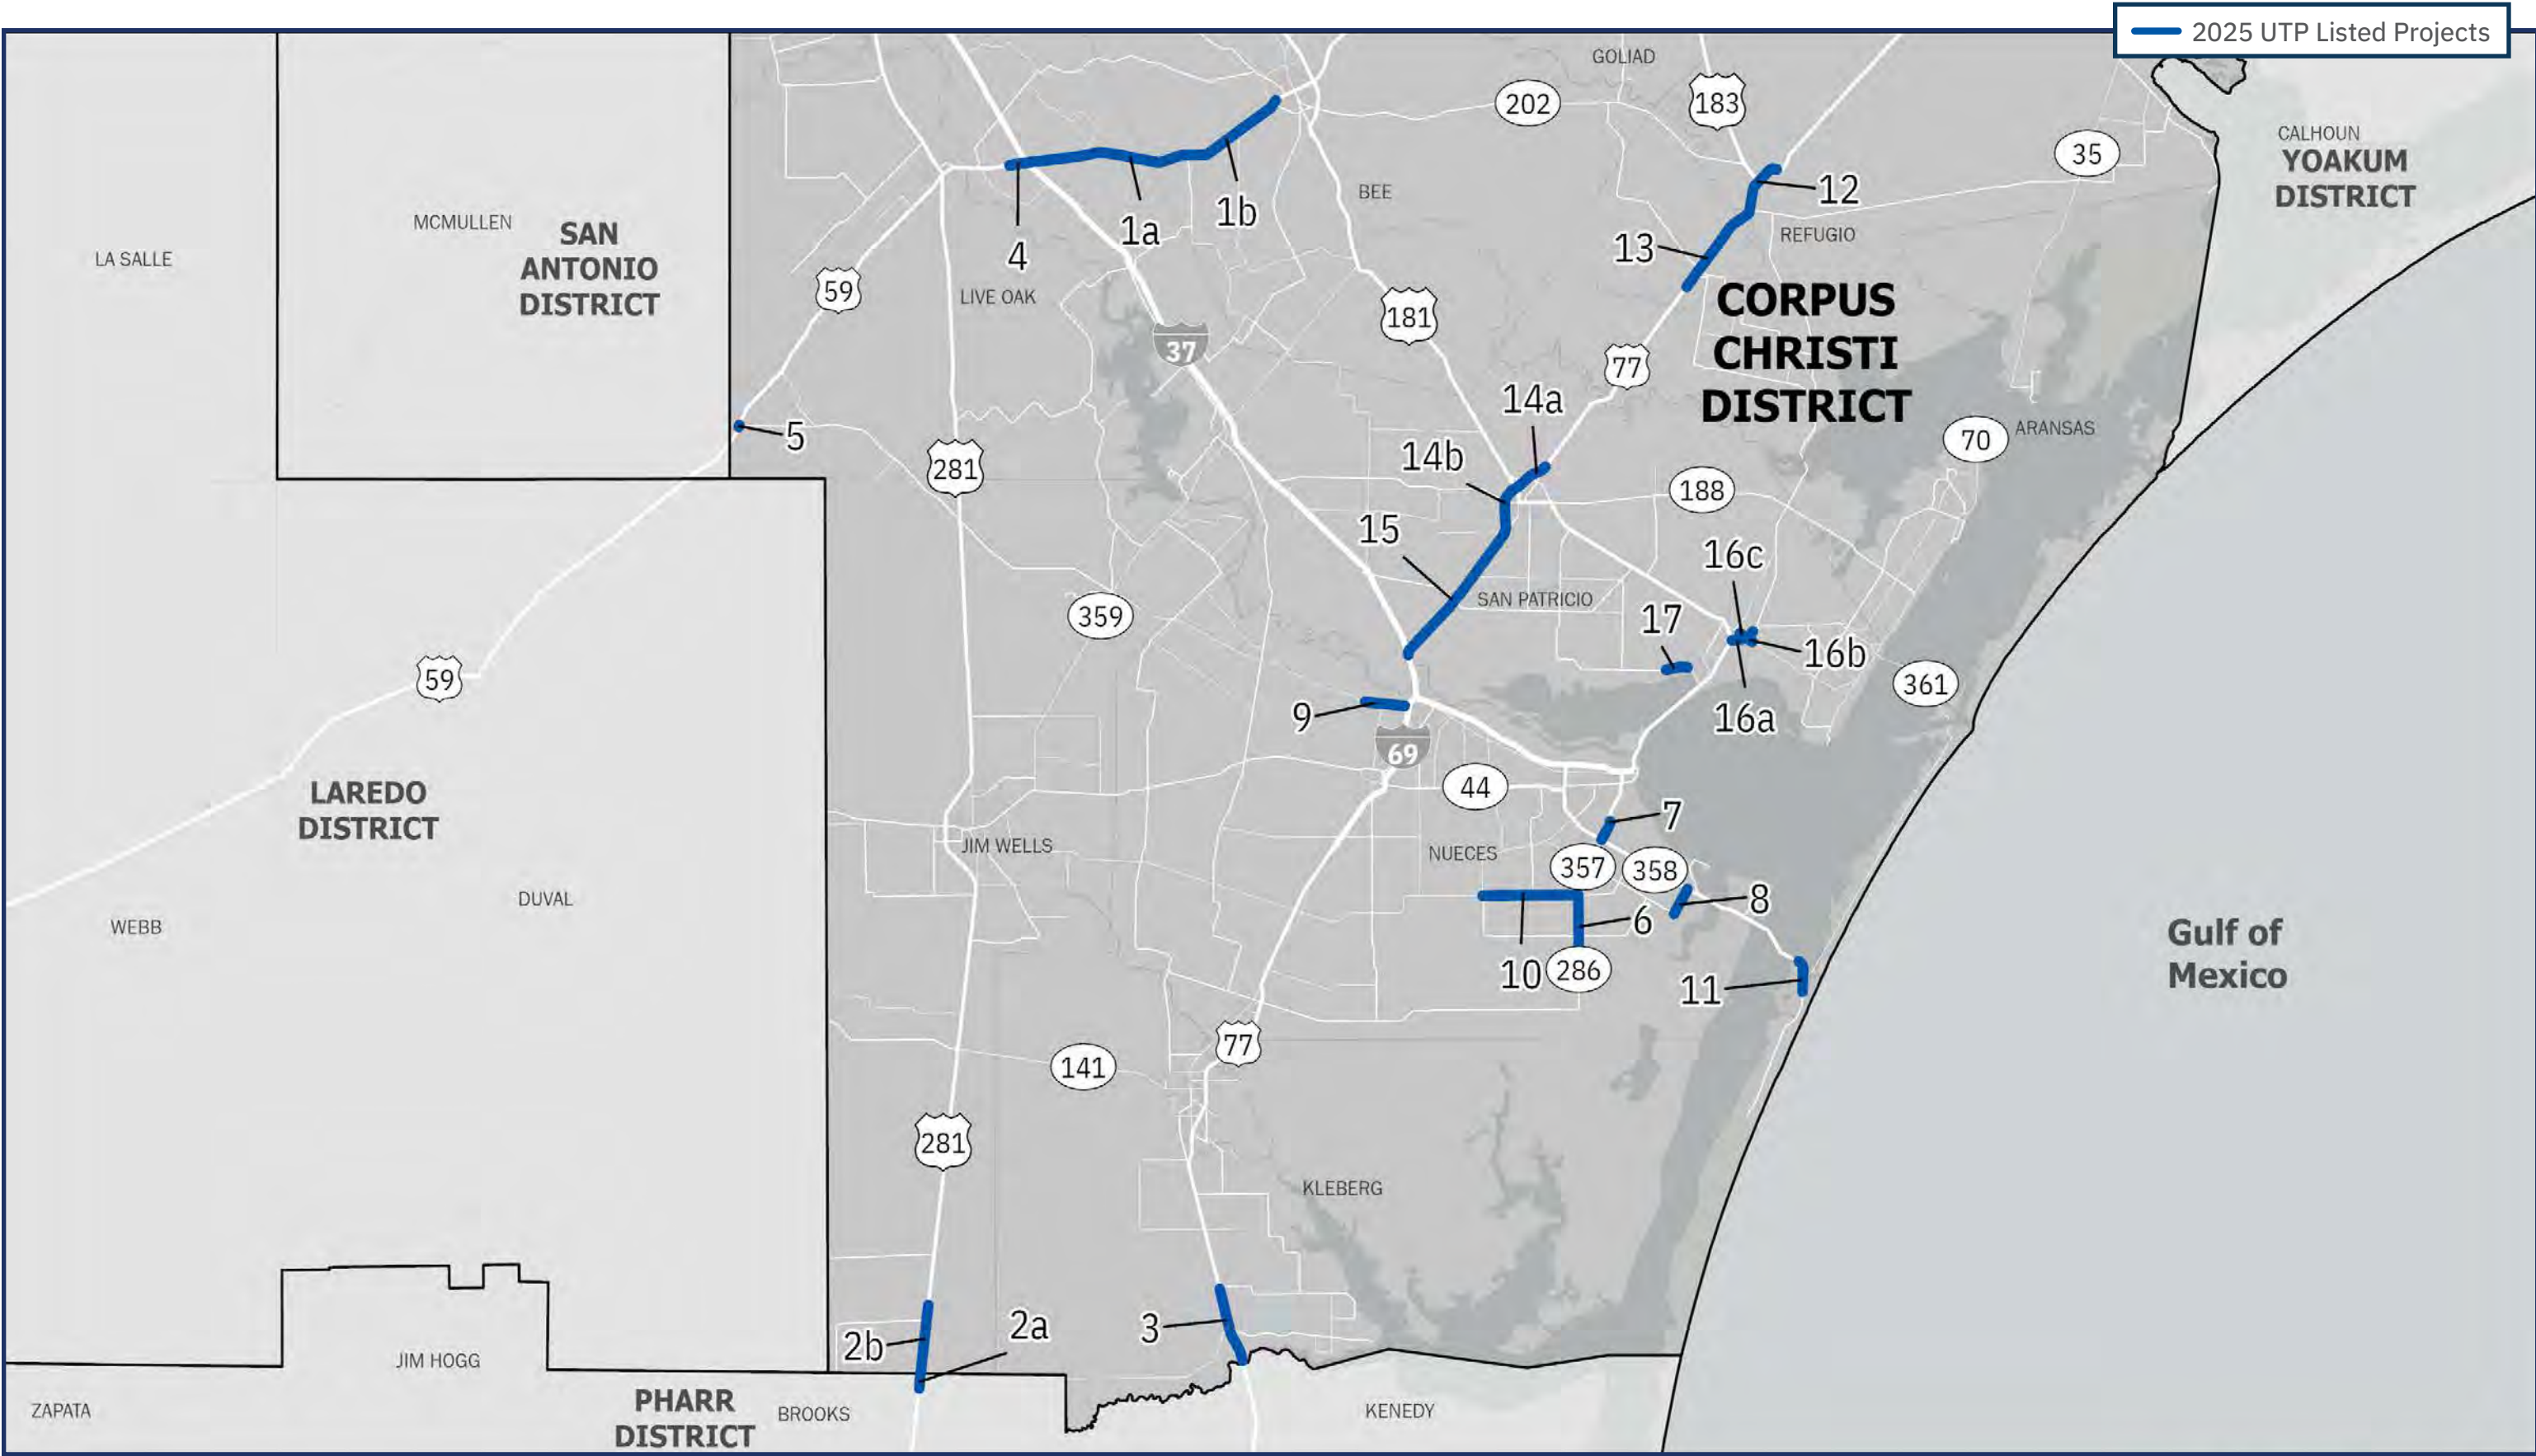 2025 UTP Listed Projects
GOLIAD
202
183
35
CALHOUN
YOAKUM
DISTRICT
12
BEE
1b
1a
4
MCMULLEN
SAN
ANTONIO
DISTRICT
LA SALLE
13
REFUGIO
59
LIVE OAK
181
37
77
CORPUS
CHRISTI
DISTRICT
14a
5
14b
281
70
ARANSAS
188
15
16c
359
SAN PATRICIO
17
16b
59
361
9
16a
69
44
LAREDO
DISTRICT
7
JIM WELLS
NUECES
357
358
8
DUVAL
WEBB
6
10
286
11
Gulf of
Mexico
77
141
281
KLEBERG
2b
2a
3
JIM HOGG
ZAPATA
PHARR
DISTRICT
BROOKS
KENEDY